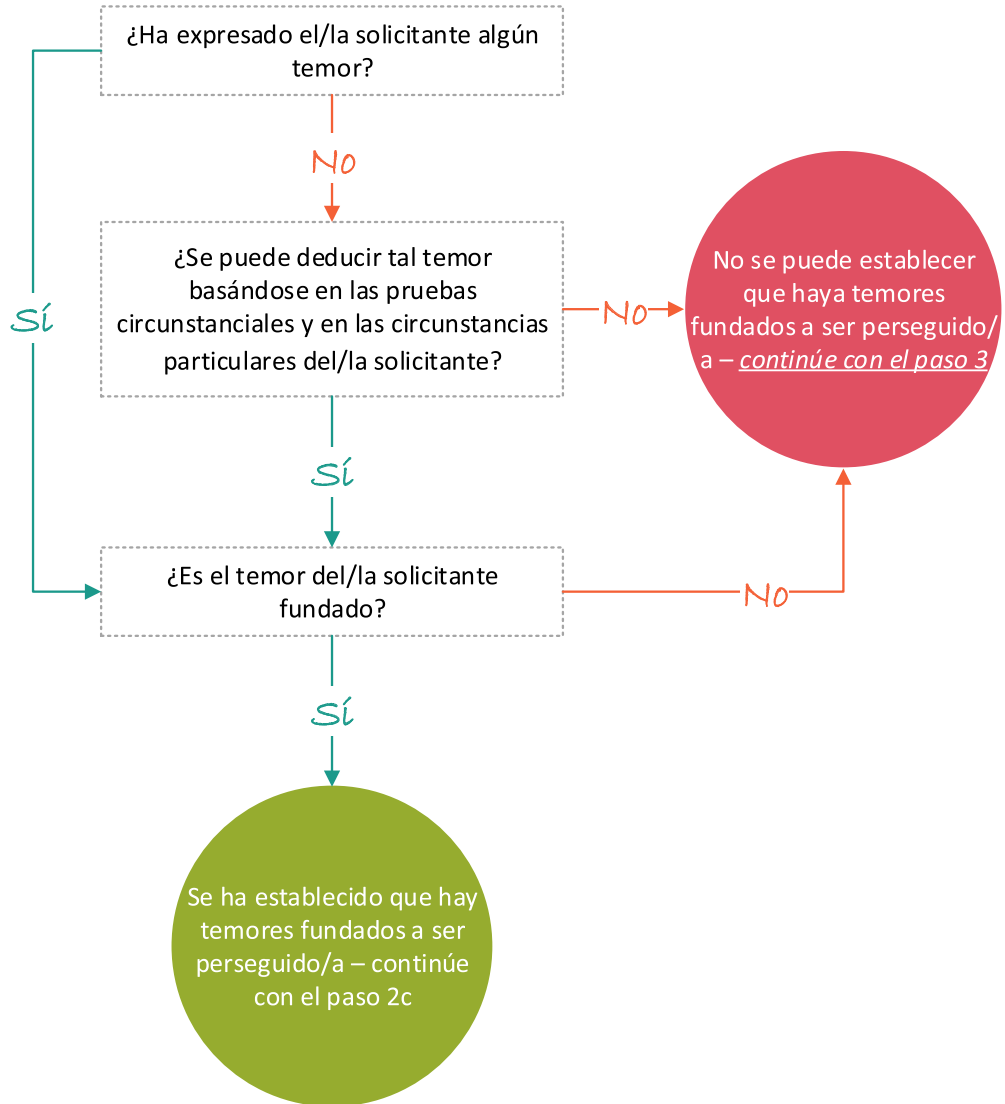 ¿Ha expresado el/la solicitante algún
temor?
No
¿Se puede deducir tal temor
basándose en las pruebas
circunstanciales y en las circunstancias
particulares del/la solicitante?
No
No se puede establecer
que haya temores
fundados a ser perseguido/
a – continúe con el paso 3
Sí
Sí
¿Es el temor del/la solicitante
fundado?
No
Sí
Se ha establecido que hay
temores fundados a ser
perseguido/a – continúe
con el paso 2c